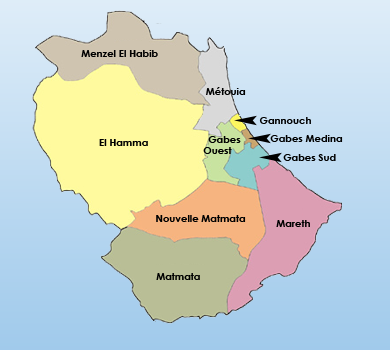 Menzel El Habib
Métouia
Gannouch
El Hamma
Gabes
Ouest
Gabes Medina
Gabes Sud
Nouvelle Matmata
Mareth
Matmata